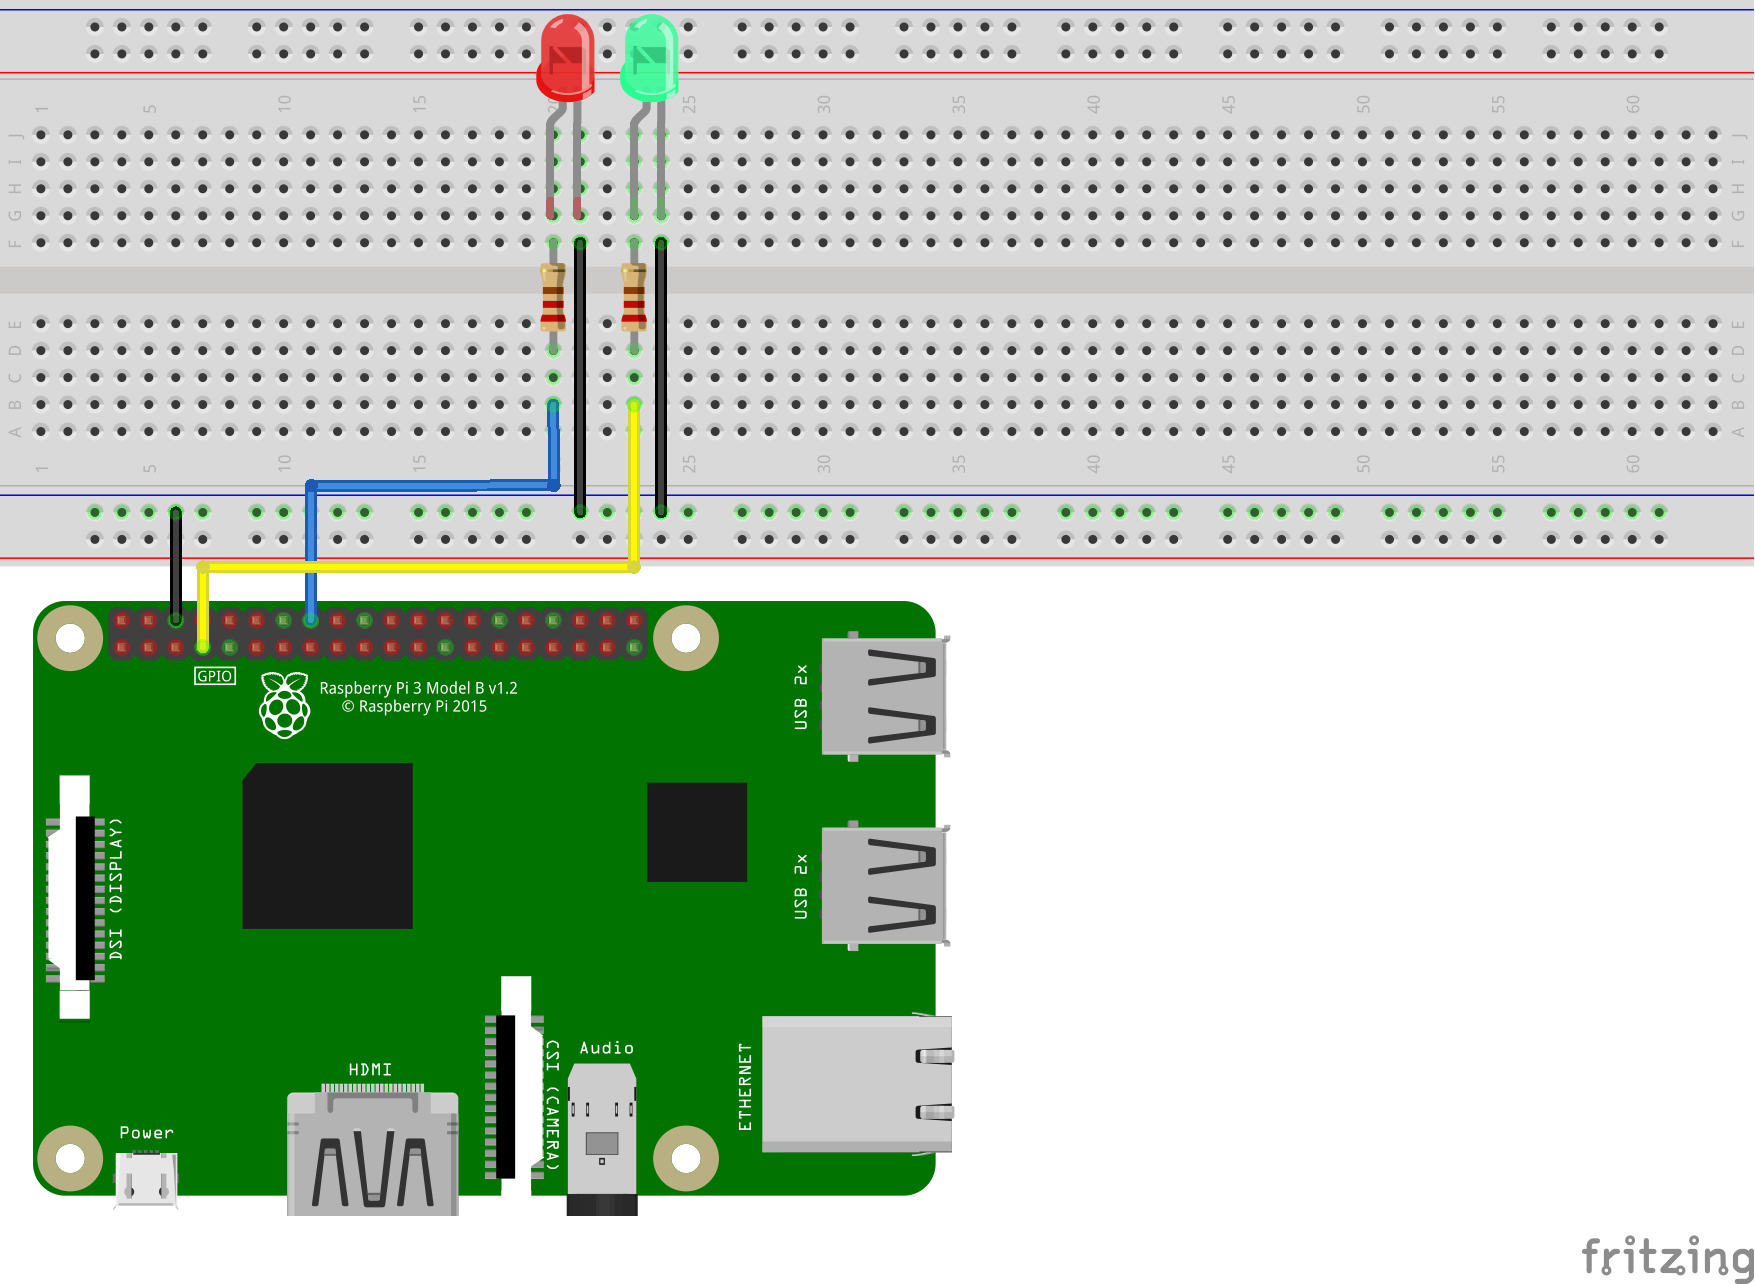 1 5 10 15 20 25 30 35 40 45 50 55 60
J J
I I
H H
G G
F F
E E
D D
C C
B B
A A
1 5 10 15 25 30 35 40 45 50 55 60
GPIO
Raspberry Pi 3 Model B v1.2
© Raspberry Pi 2015
USB 2x
DSI (DISPLAY)
USB 2x
CSI (CAMERA)
Audio
ETHERNET
HDMI
Power
fritzing